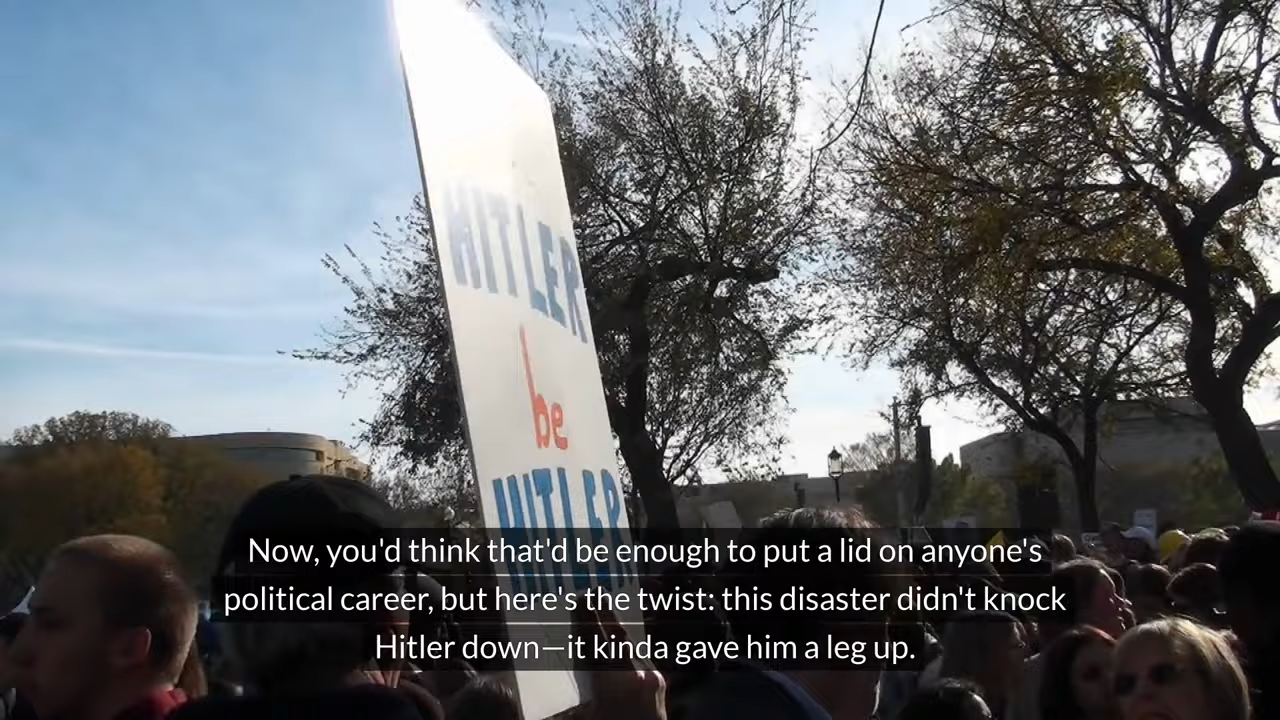 HITLER
be
HITLER
Now, you'd think that'd be enough to put a lid on anyone's
political career, but here's the twist: this disaster didn't knock
Hitler down—it kinda gave him a leg up.